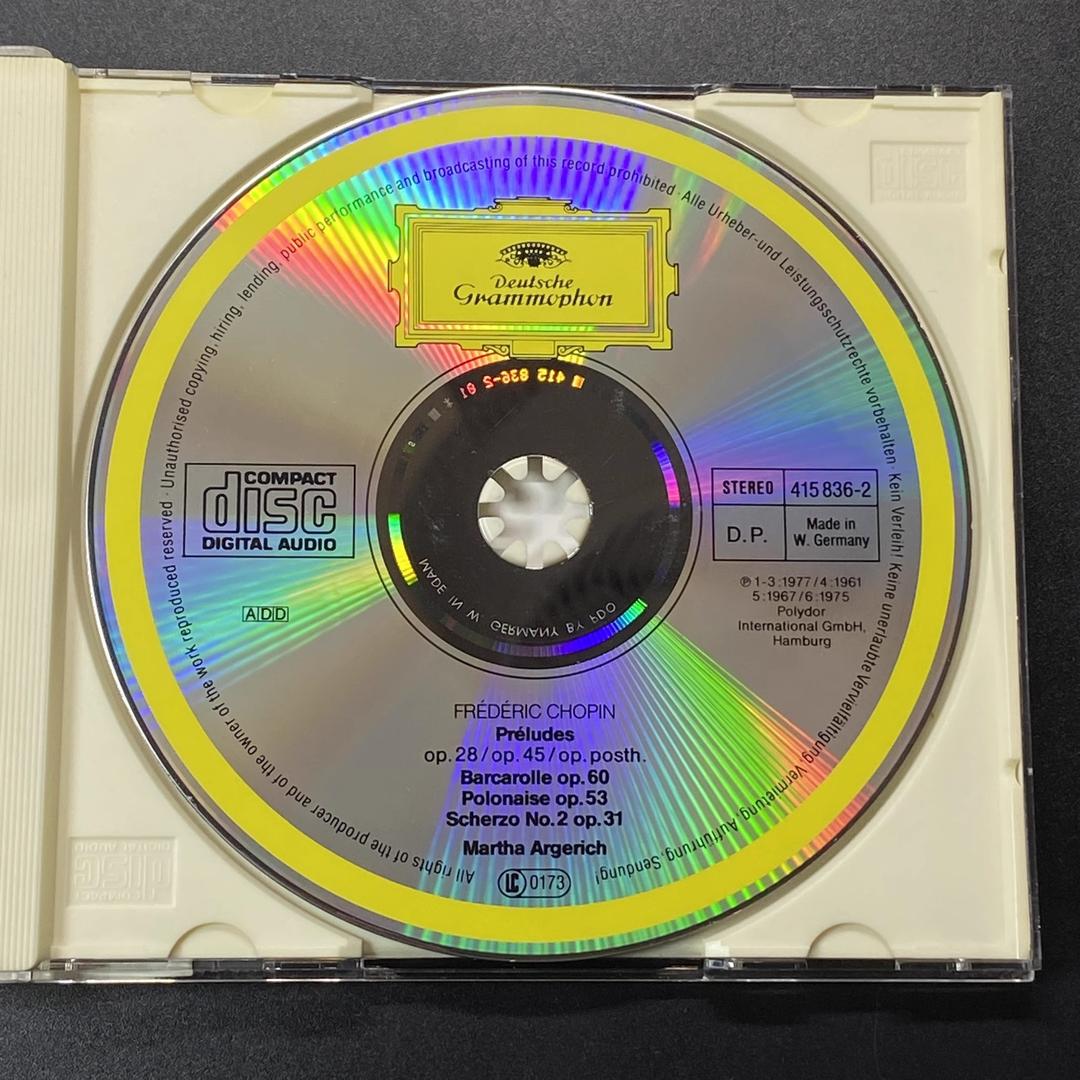 All rights of the producer and of the owner of the work reproduced reserved · Unauthorised copying, hiring, lending, public performance and broadcasting of this record prohibited · Alle Urheber- und Leistungsschutzrechte vorbehalten · Kein Verleih! Keine unerlaubte Vervielfältigung, Vermietung, Aufführung, Sendung!
Deutsche
Grammophon
415 836-2 01
COMPACT
disc
DIGITAL AUDIO
STEREO
415 836-2
D.P.
Made in
W. Germany
ADD
℗ 1-3:1977/4:1961
5:1967/6:1975
Polydor
International GmbH,
Hamburg
MADE IN W. GERMANY BY PDO
FRÉDÉRIC CHOPIN
Préludes
op. 28/op. 45/op. posth.
Barcarolle op. 60
Polonaise op. 53
Scherzo No. 2 op. 31
Martha Argerich
LC 0173
COMPACT
disc
DIGITAL AUDIO